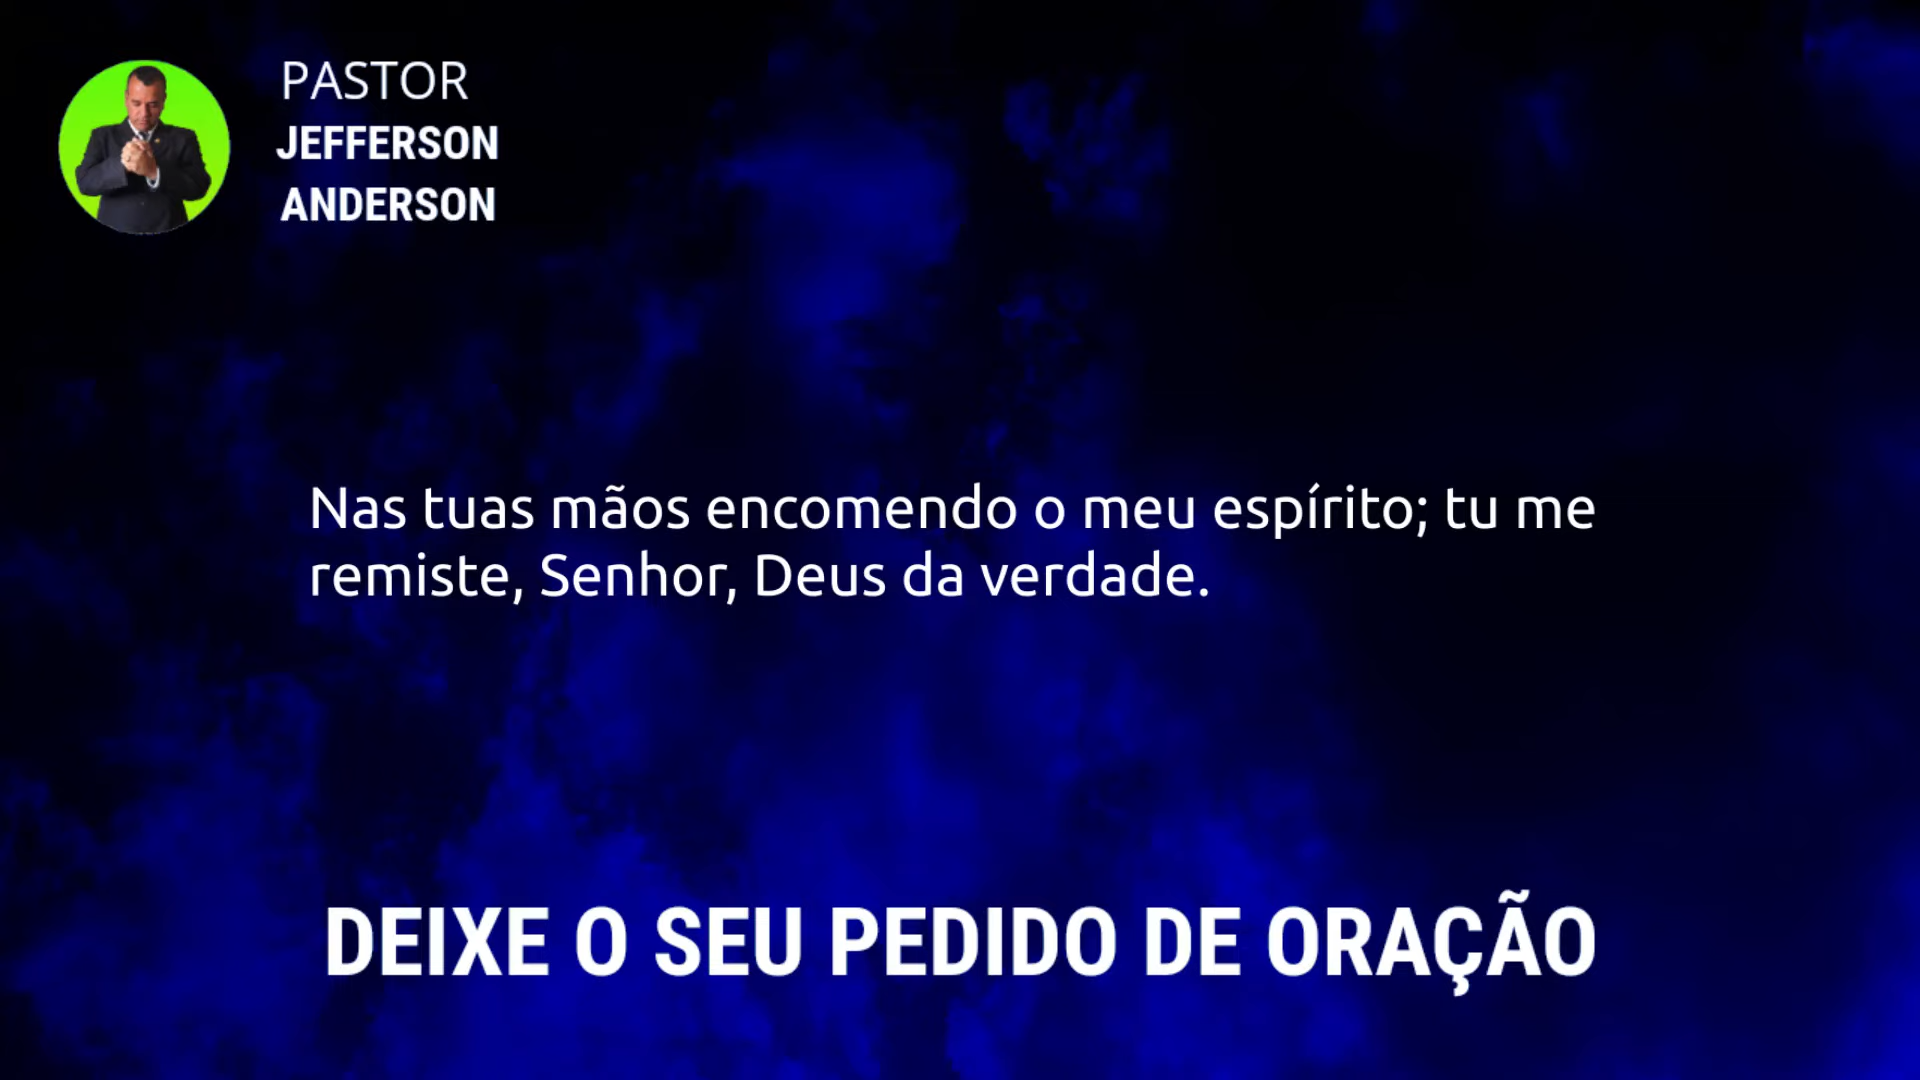 PASTOR
JEFFERSON
ANDERSON
Nas tuas mãos encomendo o meu espírito; tu me
remiste, Senhor, Deus da verdade.
DEIXE O SEU PEDIDO DE ORAÇÃO